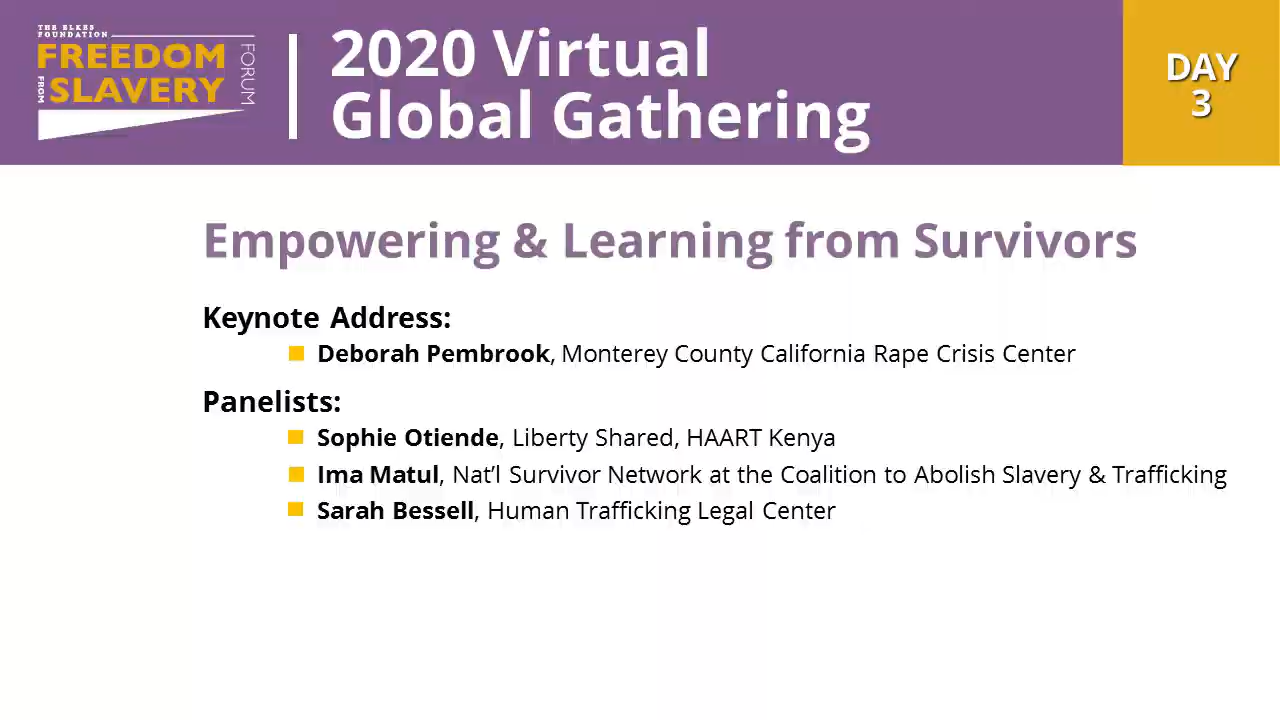 THE ELKES
FOUNDATION
FREEDOM
FROM
SLAVERY
FORUM
2020 Virtual
Global Gathering
DAY
3
Empowering & Learning from Survivors
Keynote Address:
Deborah Pembrook, Monterey County California Rape Crisis Center
Panelists:
Sophie Otiende, Liberty Shared, HAART Kenya
Ima Matul, Nat’l Survivor Network at the Coalition to Abolish Slavery & Trafficking
Sarah Bessell, Human Trafficking Legal Center